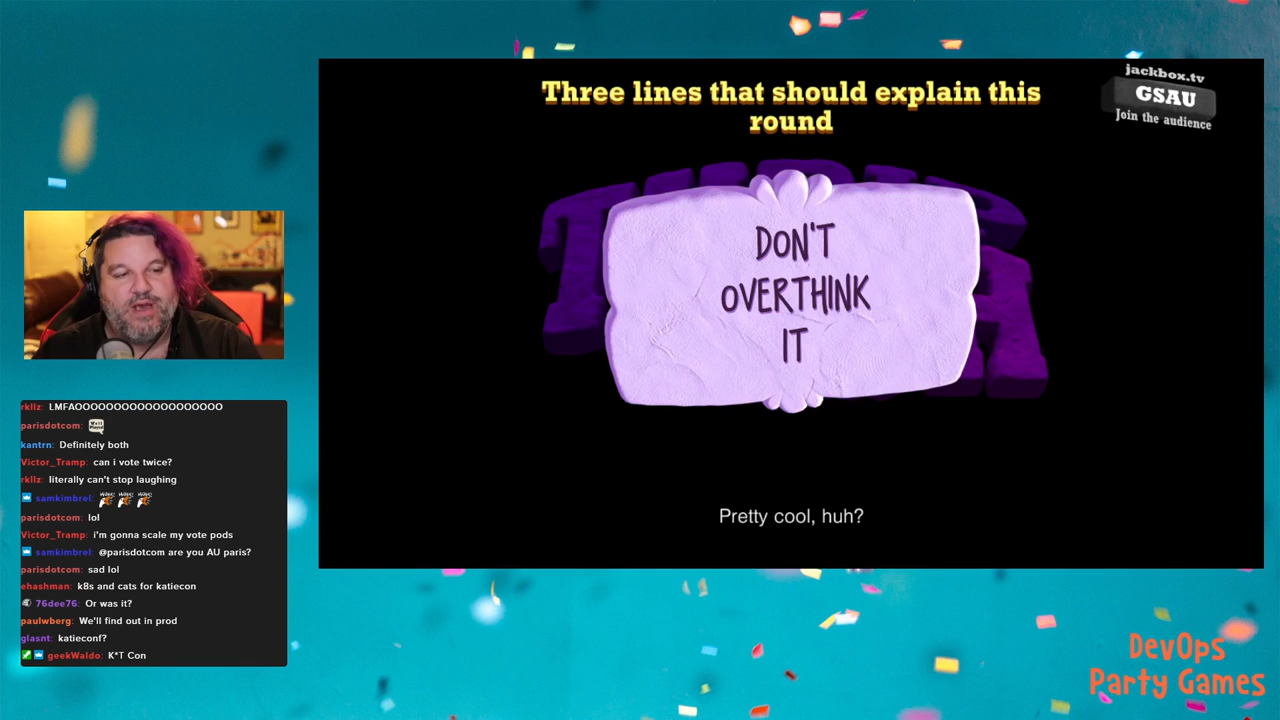 Three lines that should explain this
round
jackbox.tv
GSAU
Join the audience
DON'T
OVERTHINK
IT
Pretty cool, huh?
rkllz: LMFAOOOOOOOOOOOOOOOOOOO
parisdotcom:
kantrn: Definitely both
Victor_Tramp: can i vote twice?
rkllz: literally can't stop laughing
samkimbrel:
parisdotcom: lol
Victor_Tramp: i'm gonna scale my vote pods
samkimbrel: @parisdotcom are you AU paris?
parisdotcom: sad lol
ehashman: k8s and cats for katiecon
76dee76: Or was it?
paulwberg: We'll find out in prod
glasnt: katieconf?
geekWaldo: K*T Con
DevOps
Party Games